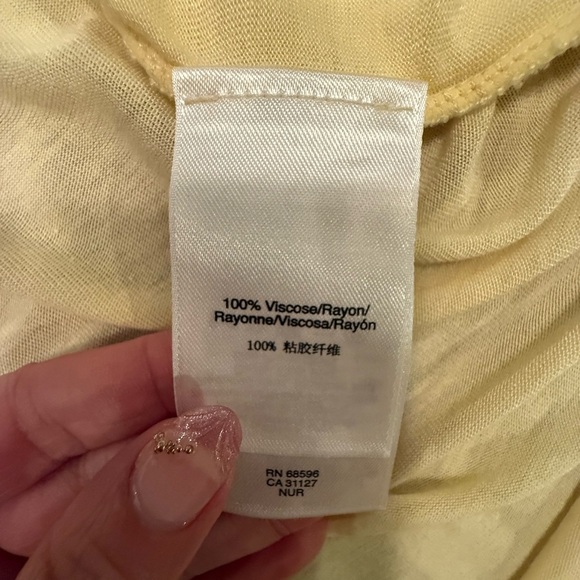 100% Viscose/Rayon/
Rayonne/Viscosa/Rayón
100% 粘胶纤维
RN 68596
CA 31127
NUR